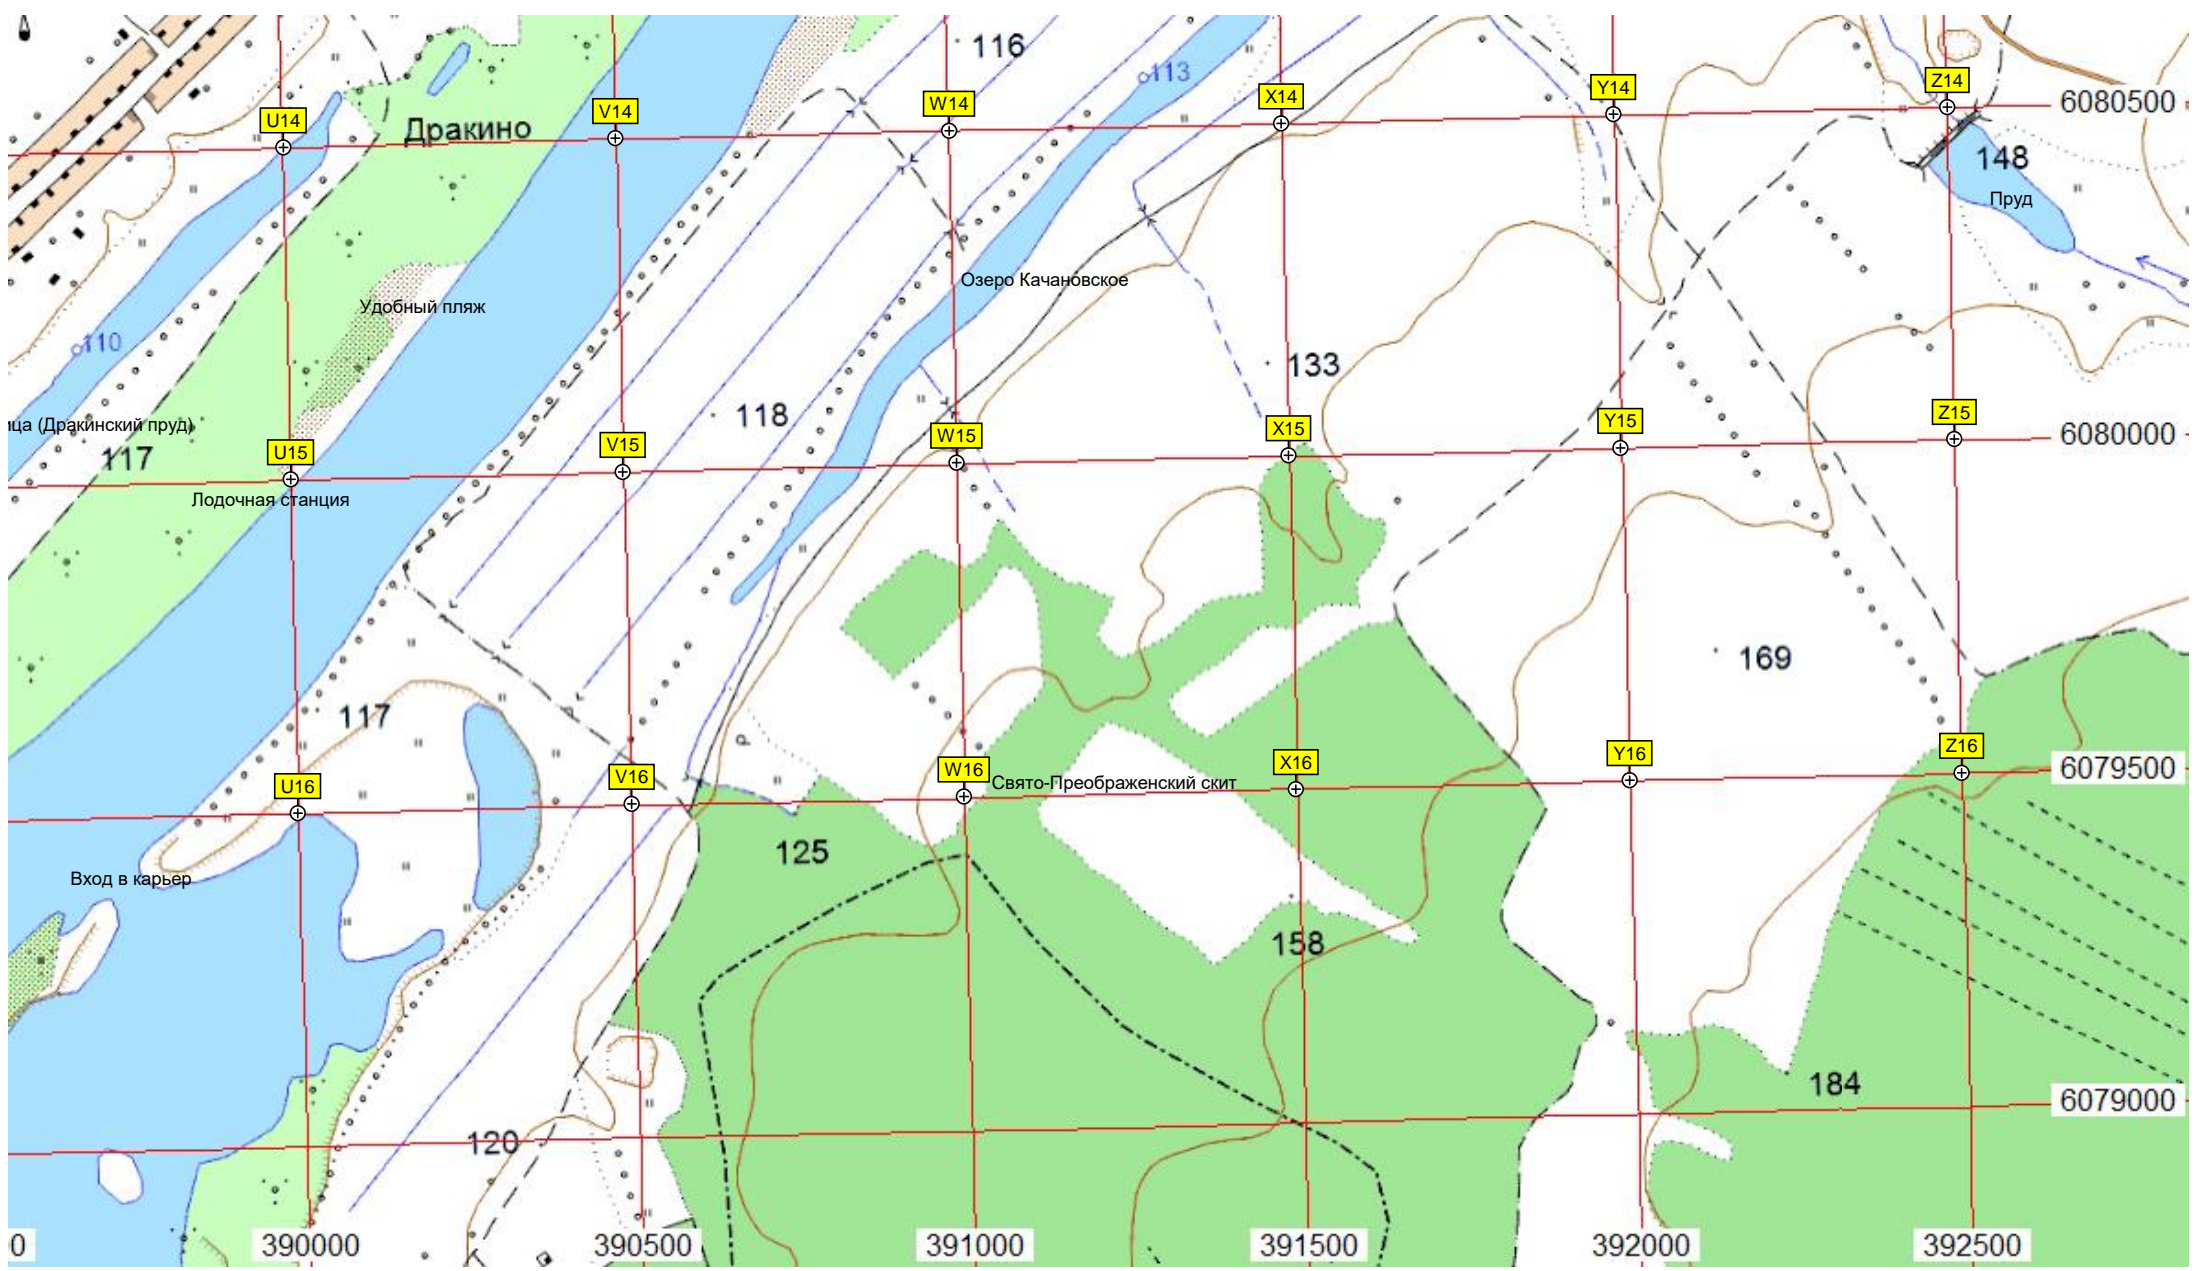 116
113
U14
V14
W14
X14
Y14
Z14
6080500
Дракино
148
Пруд
Озеро Качановское
Удобный пляж
110
133
118
ица (Дракинский пруд)
117
U15
V15
W15
X15
Y15
Z15
6080000
Лодочная станция
169
117
U16
V16
W16
Свято-Преображенский скит
X16
Y16
Z16
6079500
125
Вход в карьер
158
184
6079000
120
0
390000
390500
391000
391500
392000
392500